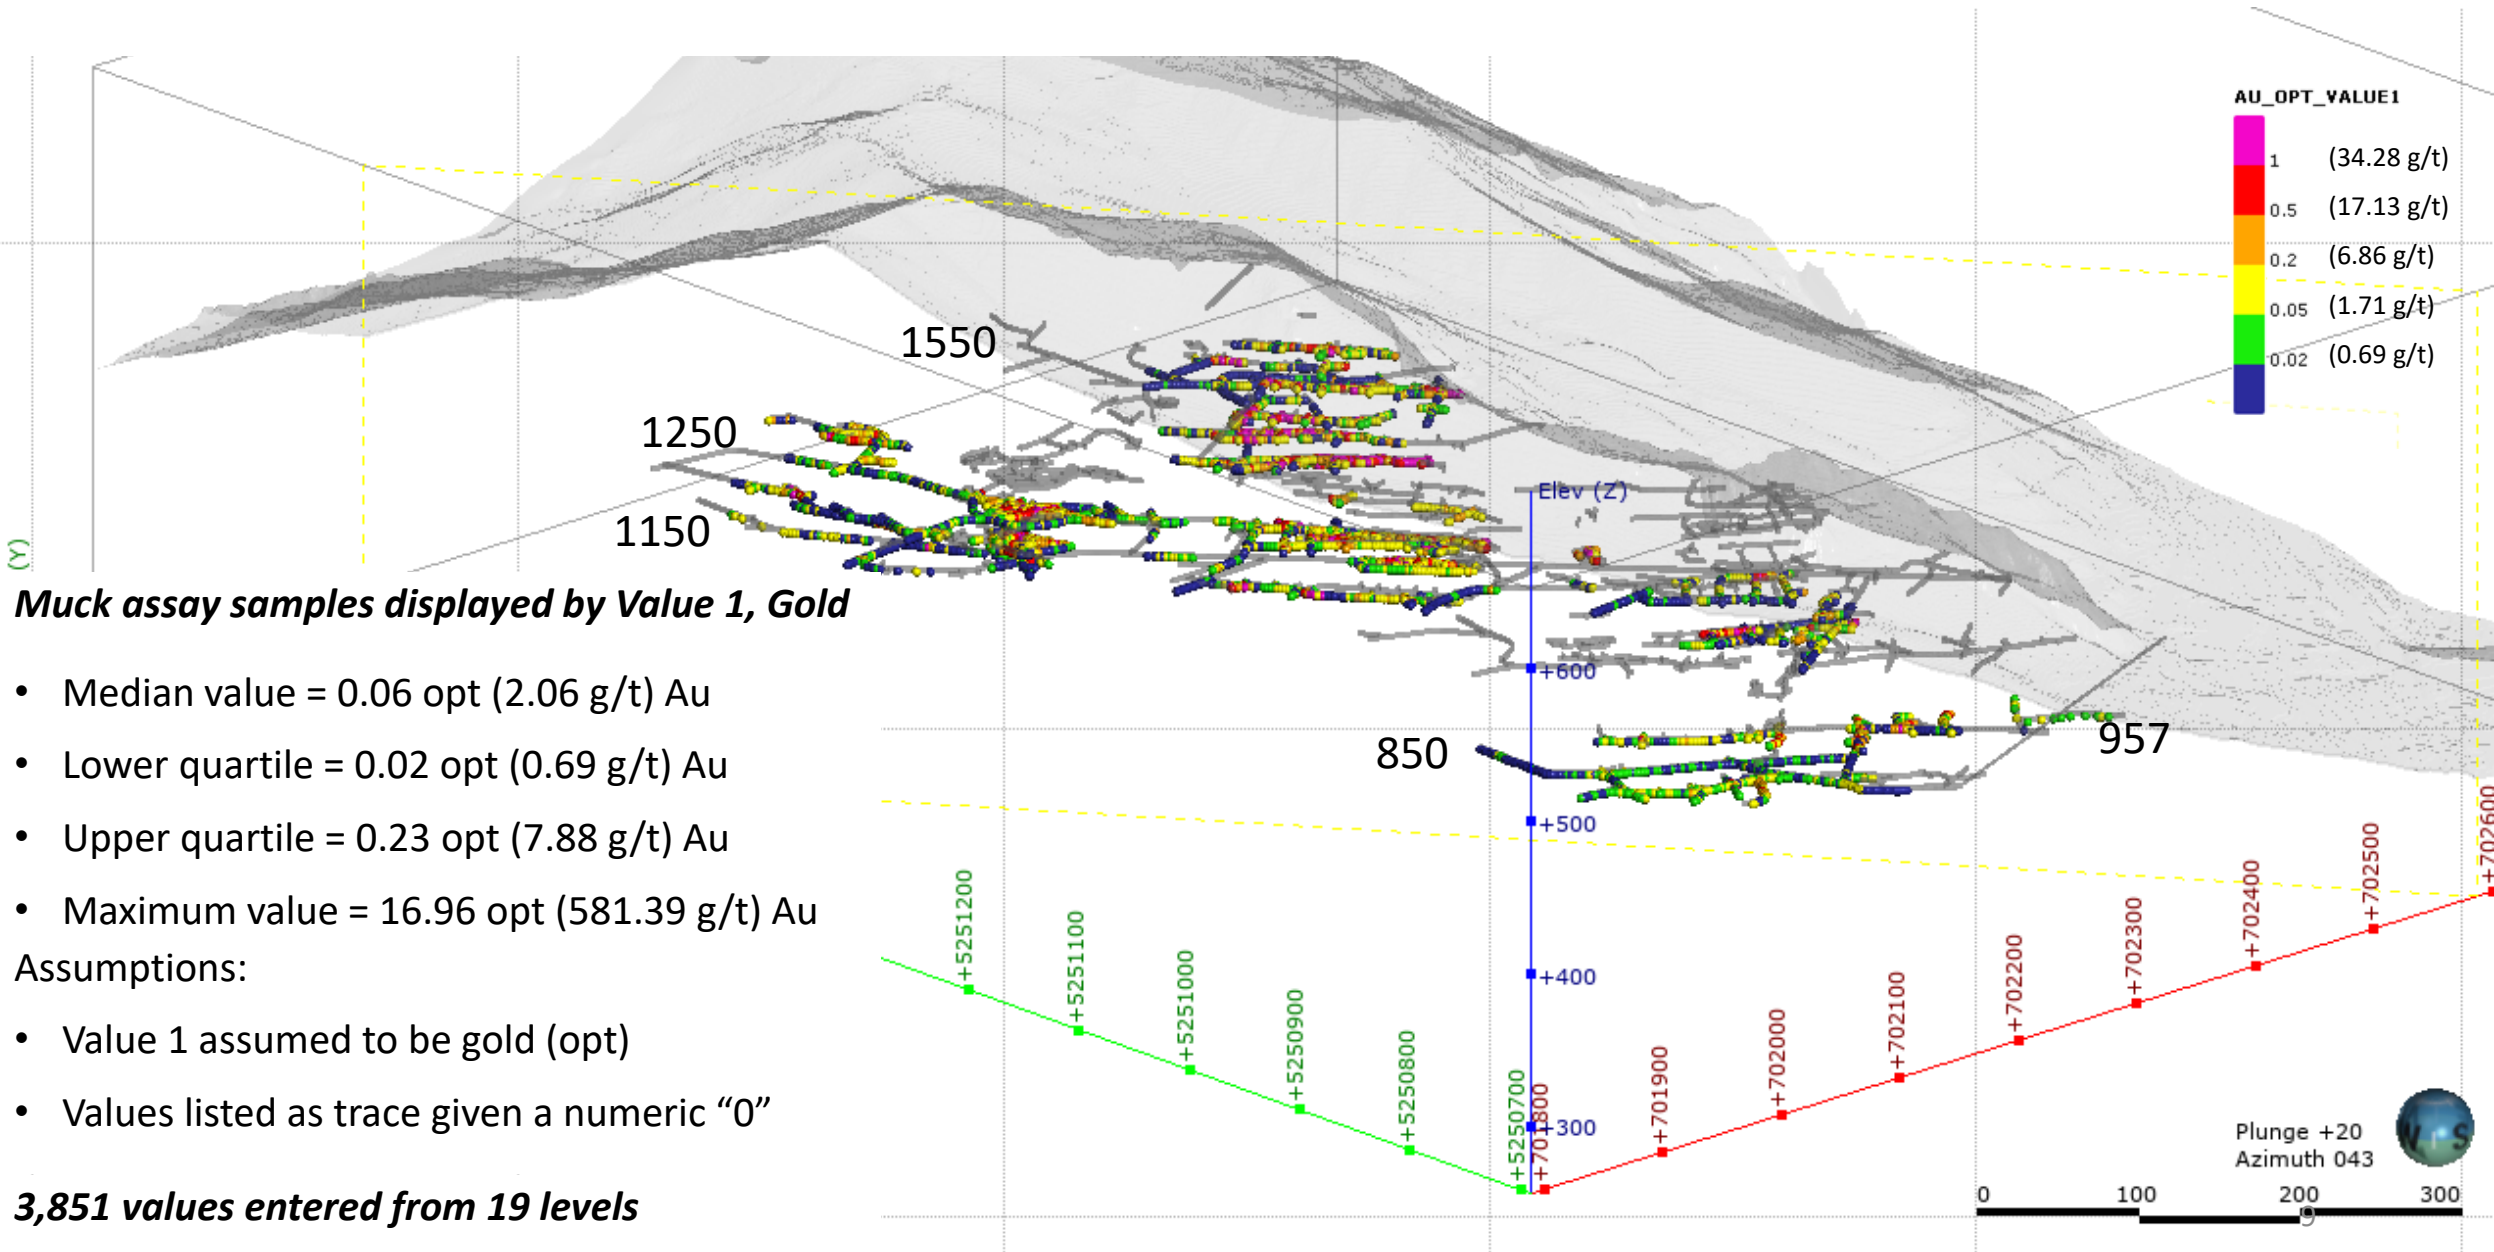 AU_OPT_VALUE1
1 (34.28 g/t)
0.5 (17.13 g/t)
0.2 (6.86 g/t)
0.05 (1.71 g/t)
0.02 (0.69 g/t)
1550
1250
1150
850
957
(Y)
Elev (Z)
+600
+500
+400
+300
Muck assay samples displayed by Value 1, Gold
• Median value = 0.06 opt (2.06 g/t) Au
• Lower quartile = 0.02 opt (0.69 g/t) Au
• Upper quartile = 0.23 opt (7.88 g/t) Au
• Maximum value = 16.96 opt (581.39 g/t) Au
Assumptions:
• Value 1 assumed to be gold (opt)
• Values listed as trace given a numeric “0”
3,851 values entered from 19 levels
+5251200
+5251100
+5251000
+5250900
+5250800
+5250700
+701800
+701900
+702000
+702100
+702200
+702300
+702400
+702500
+702600
Plunge +20
Azimuth 043
W S
0 100 200 300
9